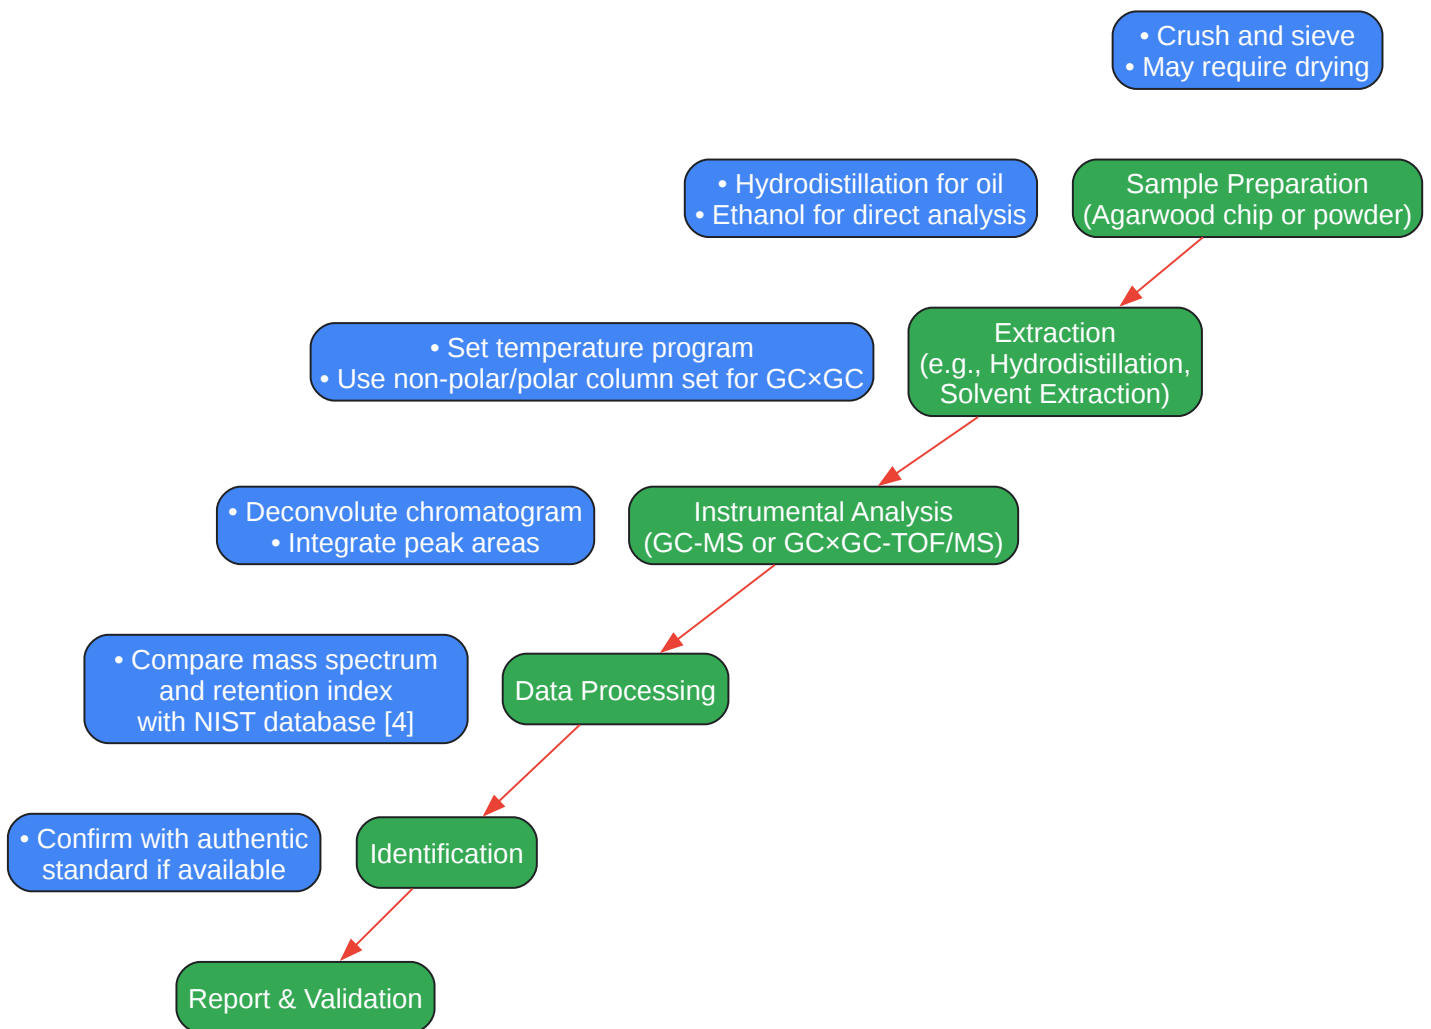 • Crush and sieve
• May require drying
• Hydrodistillation for oil
• Ethanol for direct analysis
Sample Preparation
(Agarwood chip or powder)
• Set temperature program
• Use non-polar/polar column set for GC×GC
Extraction
(e.g., Hydrodistillation,
Solvent Extraction)
• Deconvolute chromatogram
• Integrate peak areas
Instrumental Analysis
(GC-MS or GC×GC-TOF/MS)
• Compare mass spectrum
and retention index
with NIST database [4]
Data Processing
• Confirm with authentic
standard if available
Identification
Report & Validation